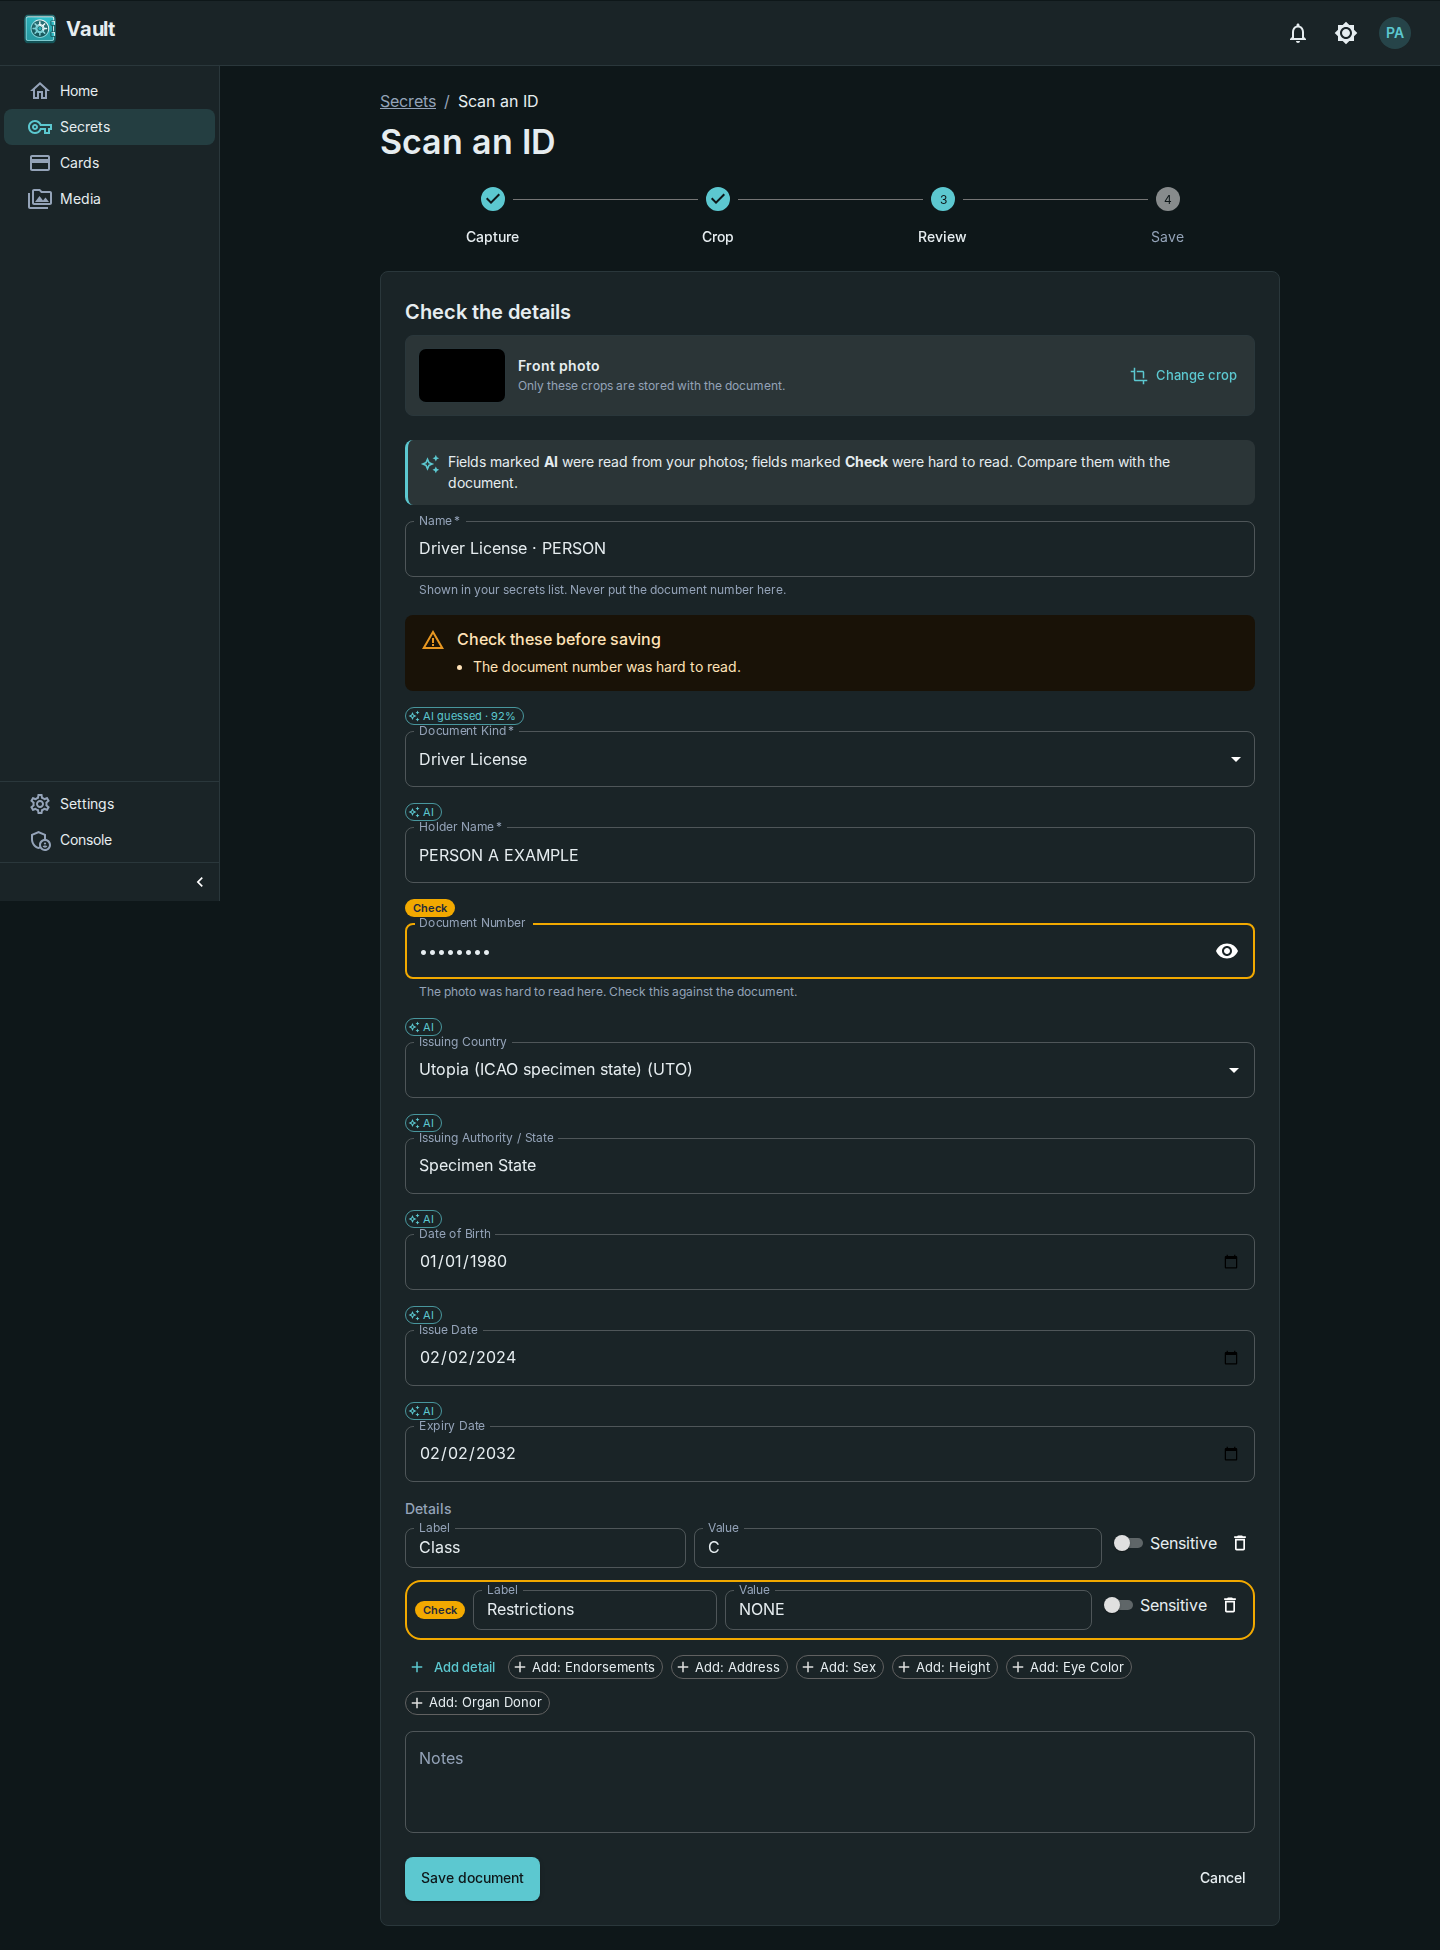 Vault
PA
Home
Secrets
Cards
Media
Settings
Console
Secrets / Scan an ID
Scan an ID
3
4
Capture
Crop
Review
Save
Check the details
Front photo
Only these crops are stored with the document.
Change crop
Fields marked AI were read from your photos; fields marked Check were hard to read. Compare them with the
document.
Name *
Driver License · PERSON
Shown in your secrets list. Never put the document number here.
Check these before saving
• The document number was hard to read.
AI guessed · 92%
Document Kind *
Driver License
AI
Holder Name *
PERSON A EXAMPLE
Check
Document Number
••••••••
The photo was hard to read here. Check this against the document.
AI
Issuing Country
Utopia (ICAO specimen state) (UTO)
AI
Issuing Authority / State
Specimen State
AI
Date of Birth
01/01/1980
AI
Issue Date
02/02/2024
AI
Expiry Date
02/02/2032
Details
Label
Class
Value
C
Sensitive
Check
Label
Restrictions
Value
NONE
Sensitive
Add detail
Add: Endorsements
Add: Address
Add: Sex
Add: Height
Add: Eye Color
Add: Organ Donor
Notes
Save document
Cancel